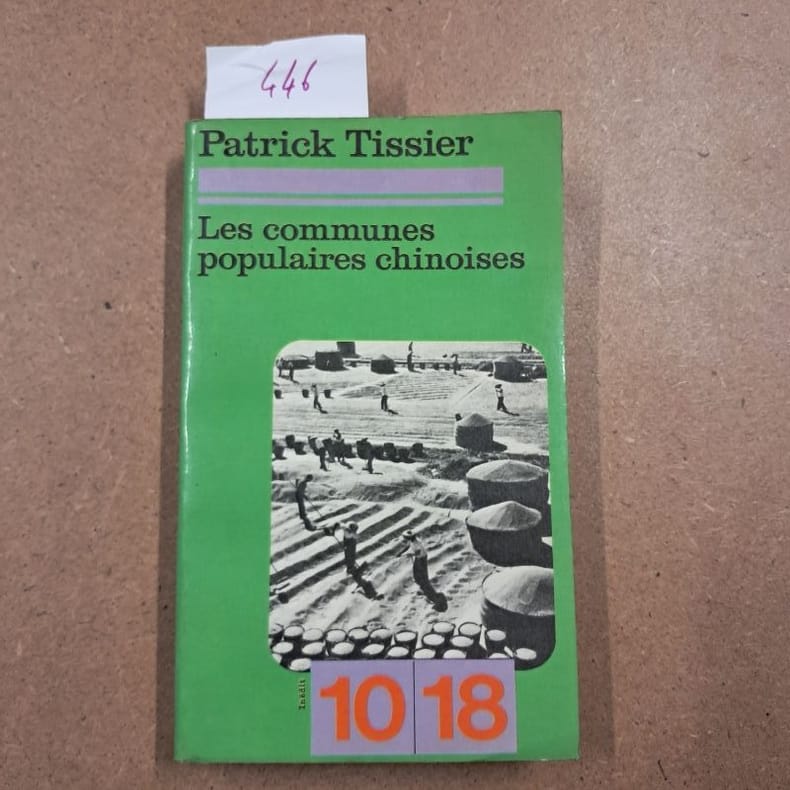 446
Patrick Tissier
Les communes
populaires chinoises
Inédit
10 18